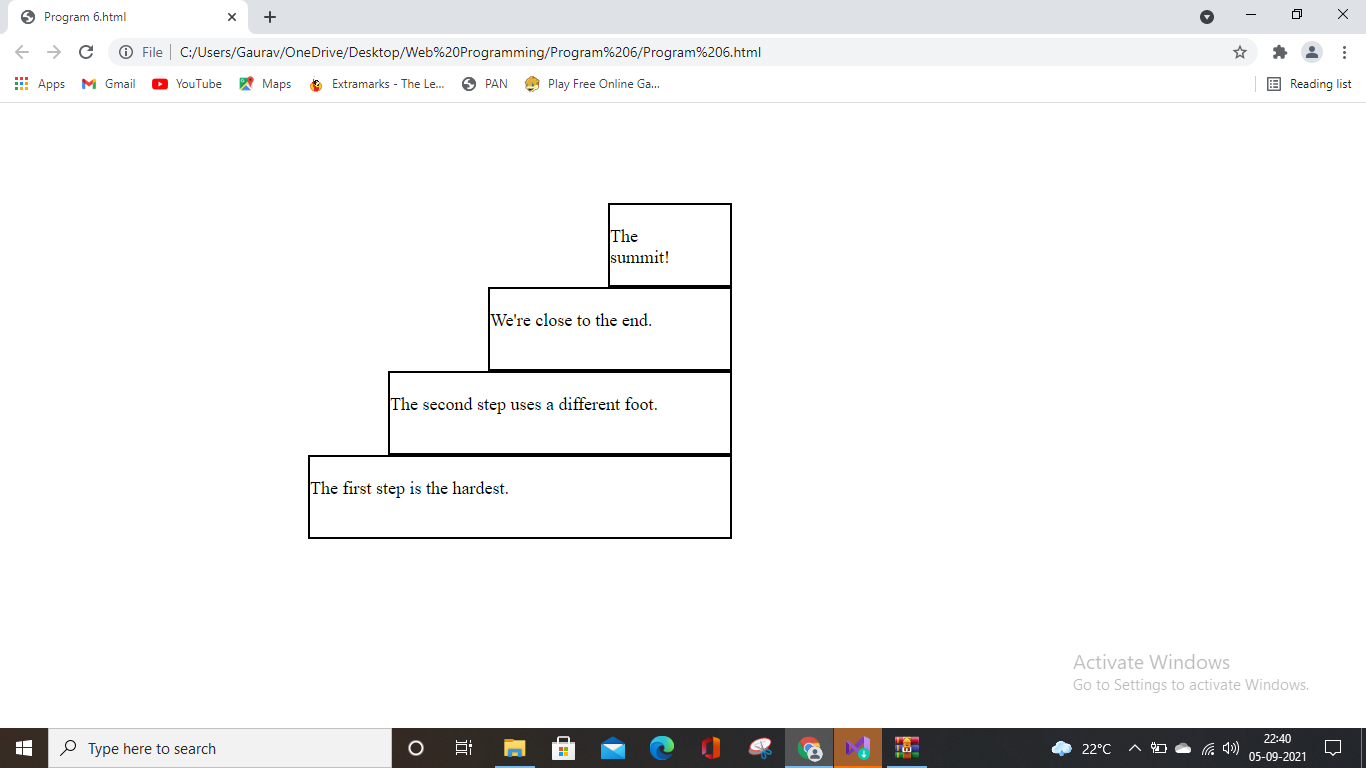 Program 6.html
File C:/Users/Gaurav/OneDrive/Desktop/Web%20Programming/Program%206/Program%206.html
Apps Gmail YouTube Maps Extramarks - The Le... PAN Play Free Online Ga... Reading list
The
summit!
We're close to the end.
The second step uses a different foot.
The first step is the hardest.
Activate Windows
Go to Settings to activate Windows.
Type here to search
22°C
22:40
05-09-2021